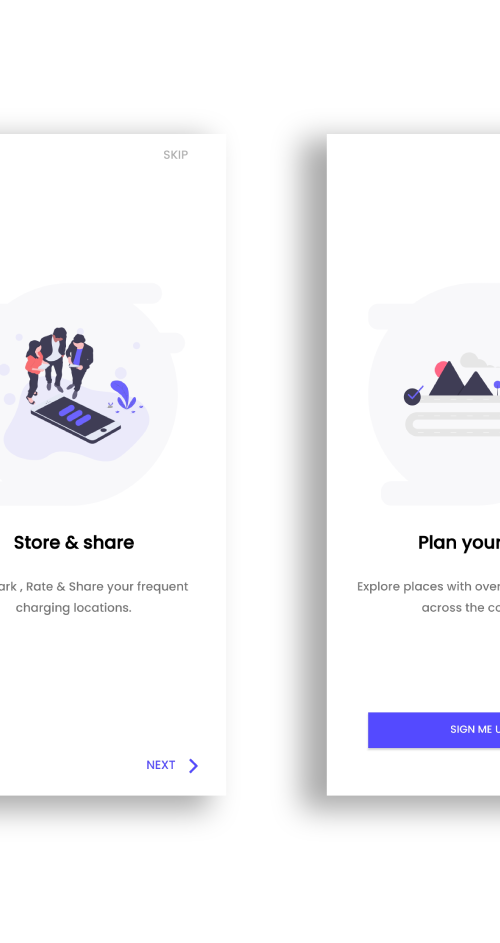 SKIP
Store & share
ark , Rate & Share your frequent
charging locations.
NEXT
Plan your
Explore places with over
across the co
SIGN ME U